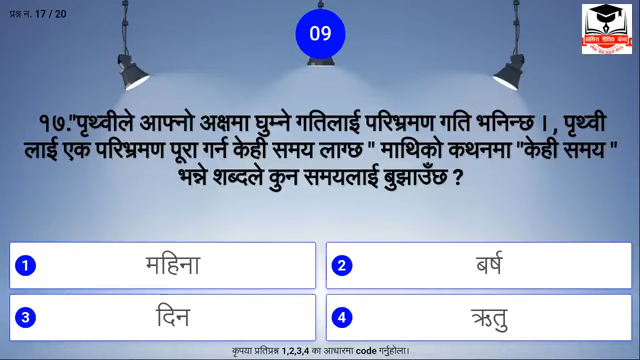 प्रश्न न. 17 / 20
09
१७."पृथ्वीले आफ्नो अक्षमा घुम्ने गतिलाई परिभ्रमण गति भनिन्छ । , पृथ्वी
लाई एक परिभ्रमण पूरा गर्न केही समय लाग्छ " माथिको कथनमा "केही समय "
भन्ने शब्दले कुन समयलाई बुझाउँछ ?
1 महिना
2 बर्ष
3 दिन
4 ऋतु
कृपया प्रतिप्रश्न 1,2,3,4 का आधारमा code गर्नुहोला।